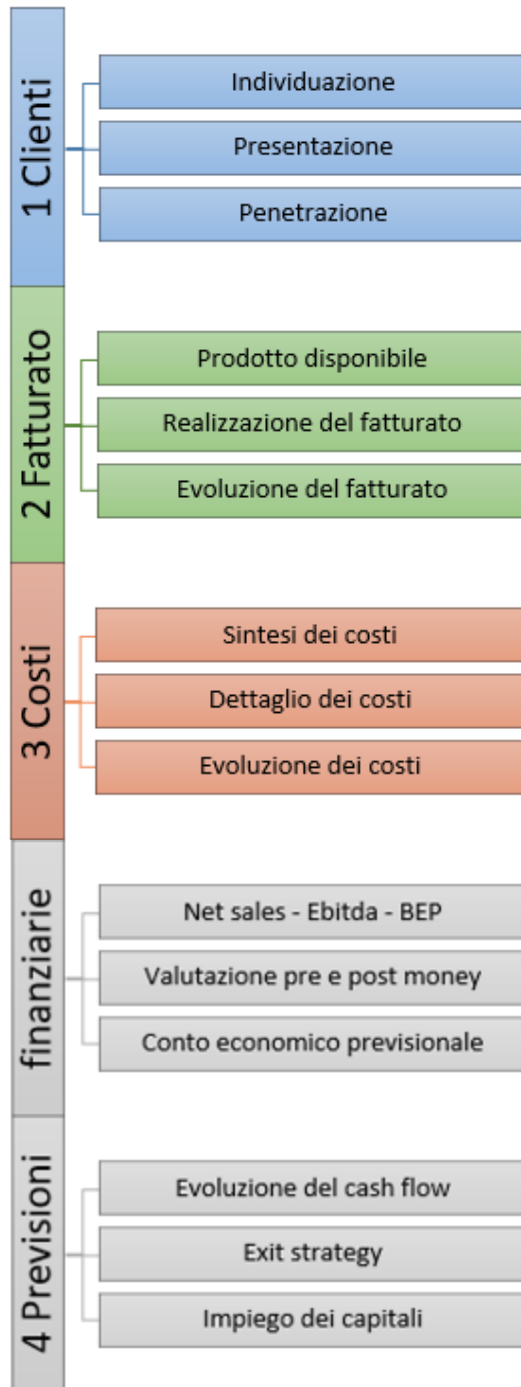 1 Clienti
Individuazione
Presentazione
Penetrazione
2 Fatturato
Prodotto disponibile
Realizzazione del fatturato
Evoluzione del fatturato
3 Costi
Sintesi dei costi
Dettaglio dei costi
Evoluzione dei costi
finanziarie
Net sales - Ebitda - BEP
Valutazione pre e post money
Conto economico previsionale
4 Previsioni
Evoluzione del cash flow
Exit strategy
Impiego dei capitali